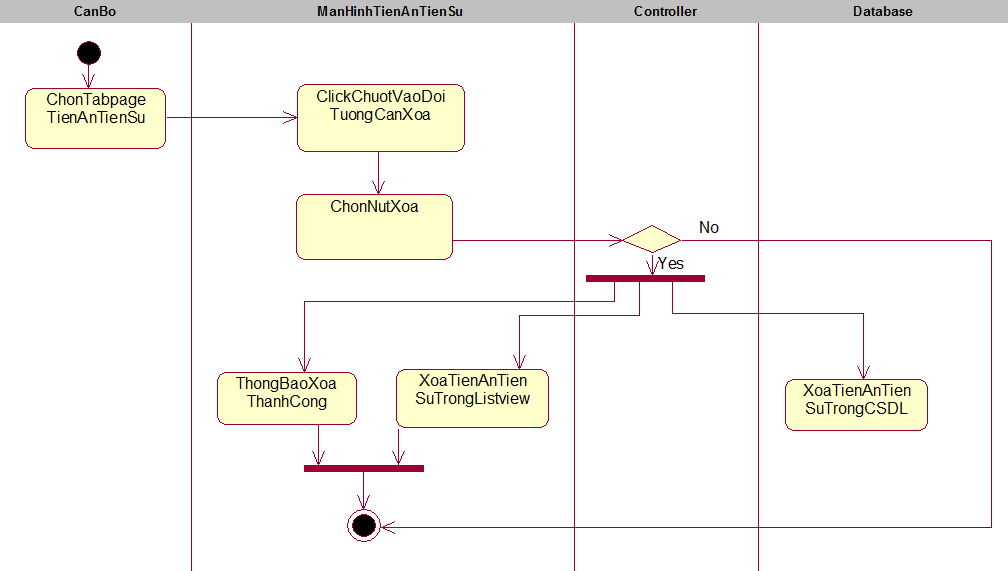 CanBo
ManHinhTienAnTienSu
Controller
Database
ChonTabpage
TienAnTienSu
ClickChuotVaoDoi
TuongCanXoa
ChonNutXoa
No
Yes
ThongBaoXoa
ThanhCong
XoaTienAnTien
SuTrongListview
XoaTienAnTien
SuTrongCSDL